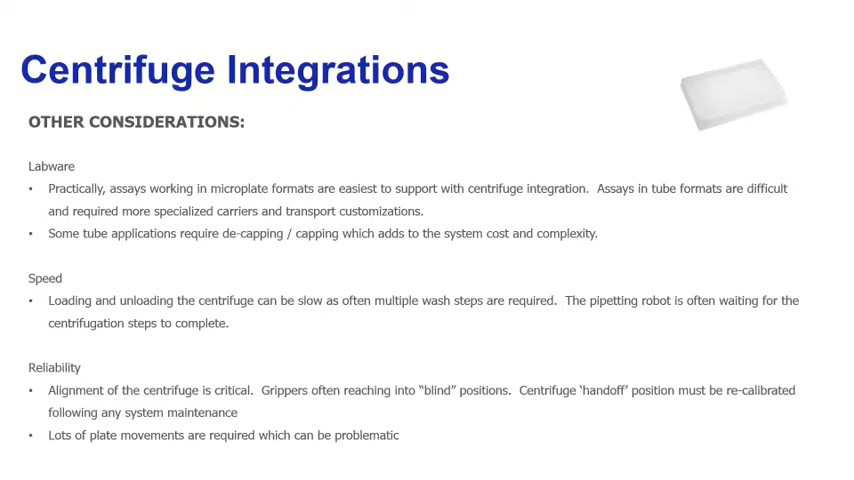 Centrifuge Integrations
OTHER CONSIDERATIONS:
Labware
• Practically, assays working in microplate formats are easiest to support with centrifuge integration.  Assays in tube formats are difficult
and required more specialized carriers and transport customizations.
• Some tube applications require de-capping / capping which adds to the system cost and complexity.
Speed
• Loading and unloading the centrifuge can be slow as often multiple wash steps are required.  The pipetting robot is often waiting for the
centrifugation steps to complete.
Reliability
• Alignment of the centrifuge is critical.  Grippers often reaching into “blind” positions.  Centrifuge ‘handoff’ position must be re-calibrated
following any system maintenance
• Lots of plate movements are required which can be problematic